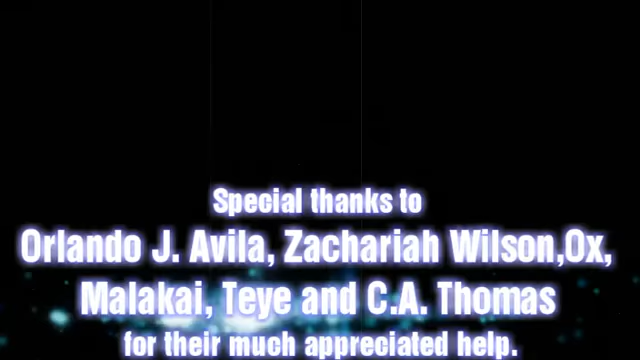 Special thanks to
Orlando J. Avila, Zachariah Wilson,Ox,
Malakai, Teye and C.A. Thomas
for their much appreciated help.